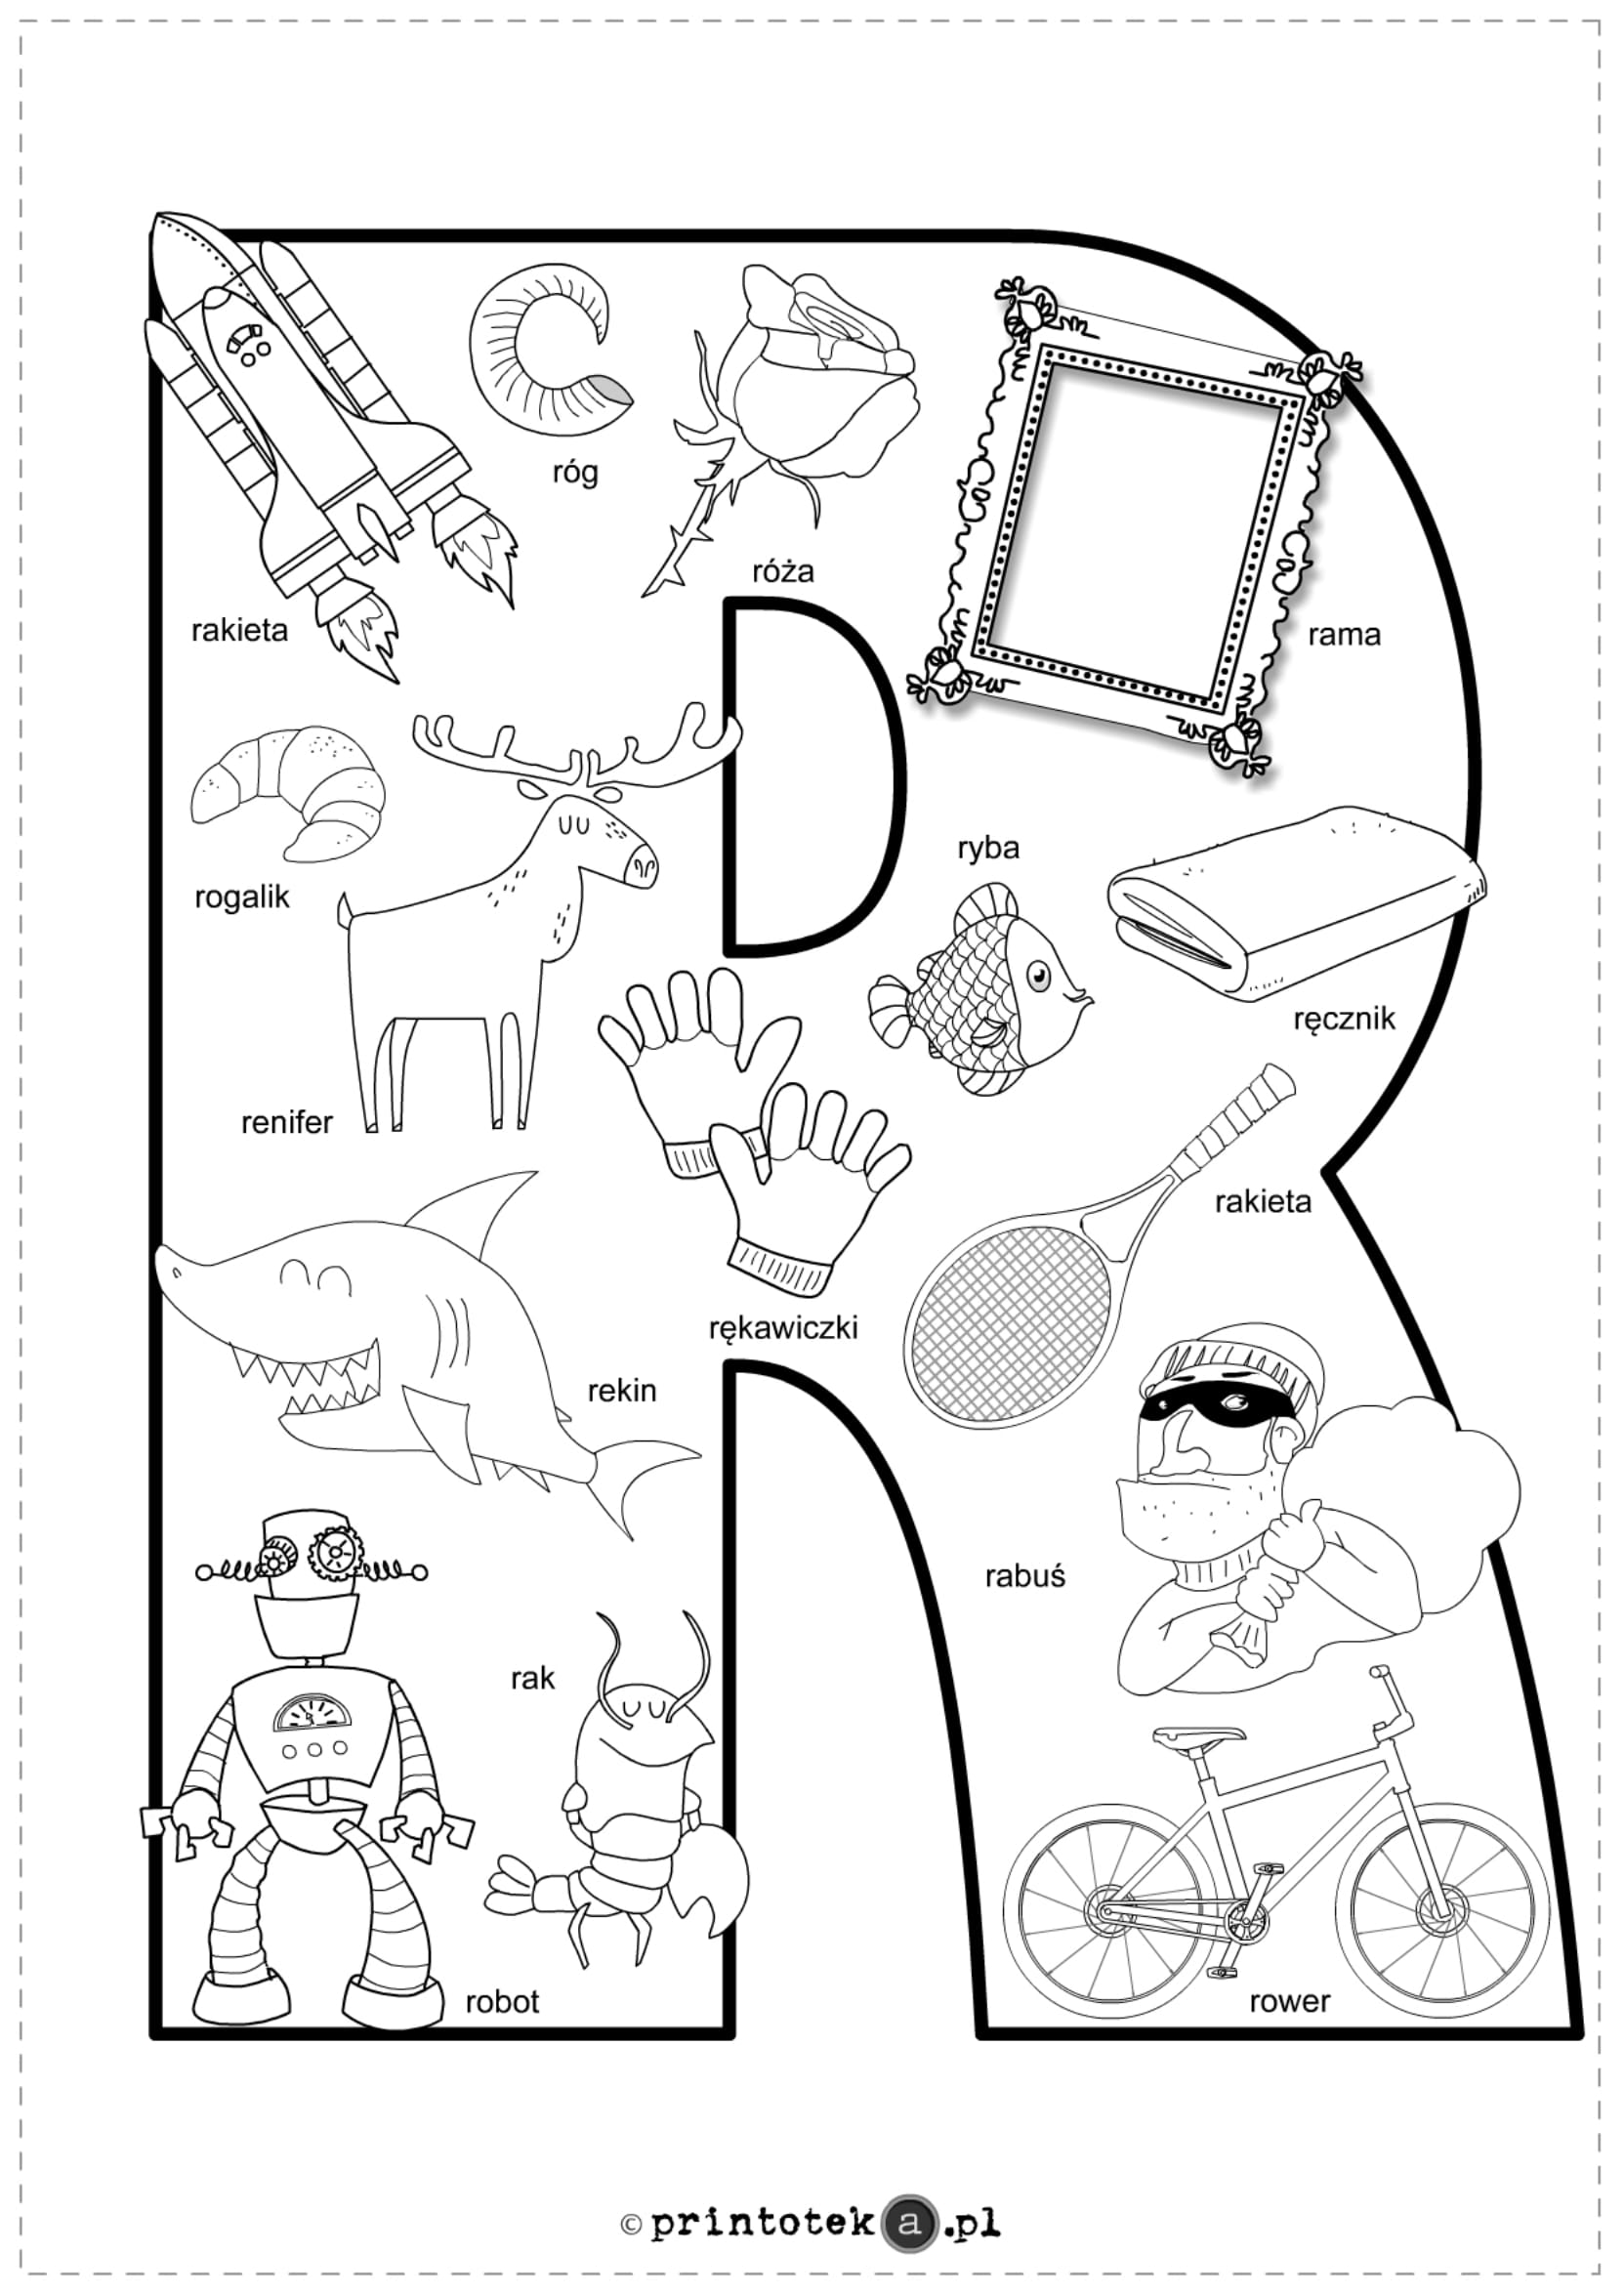 róg
róża
rakieta
rama
ryba
rogalik
ręcznik
renifer
rakieta
rękawiczki
rekin
rabuś
rak
robot
rower
© printoteka.pl